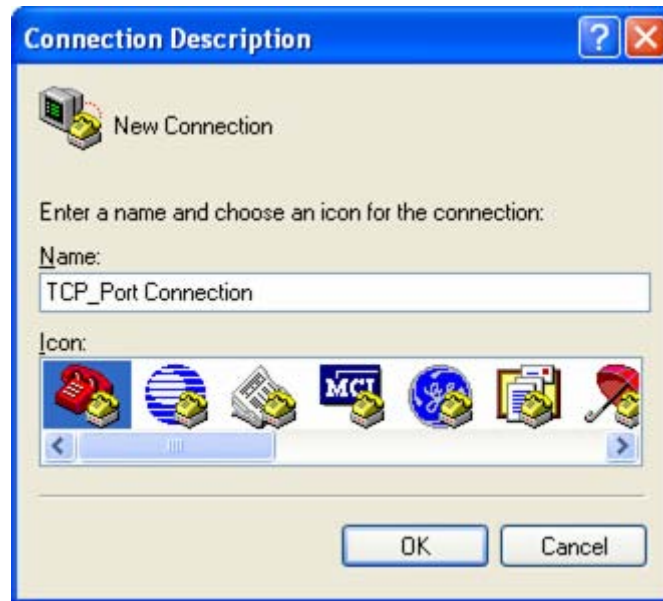 Connection Description
New Connection
Enter a name and choose an icon for the connection:
Name:
TCP_Port Connection
Icon:
MCI
OK Cancel